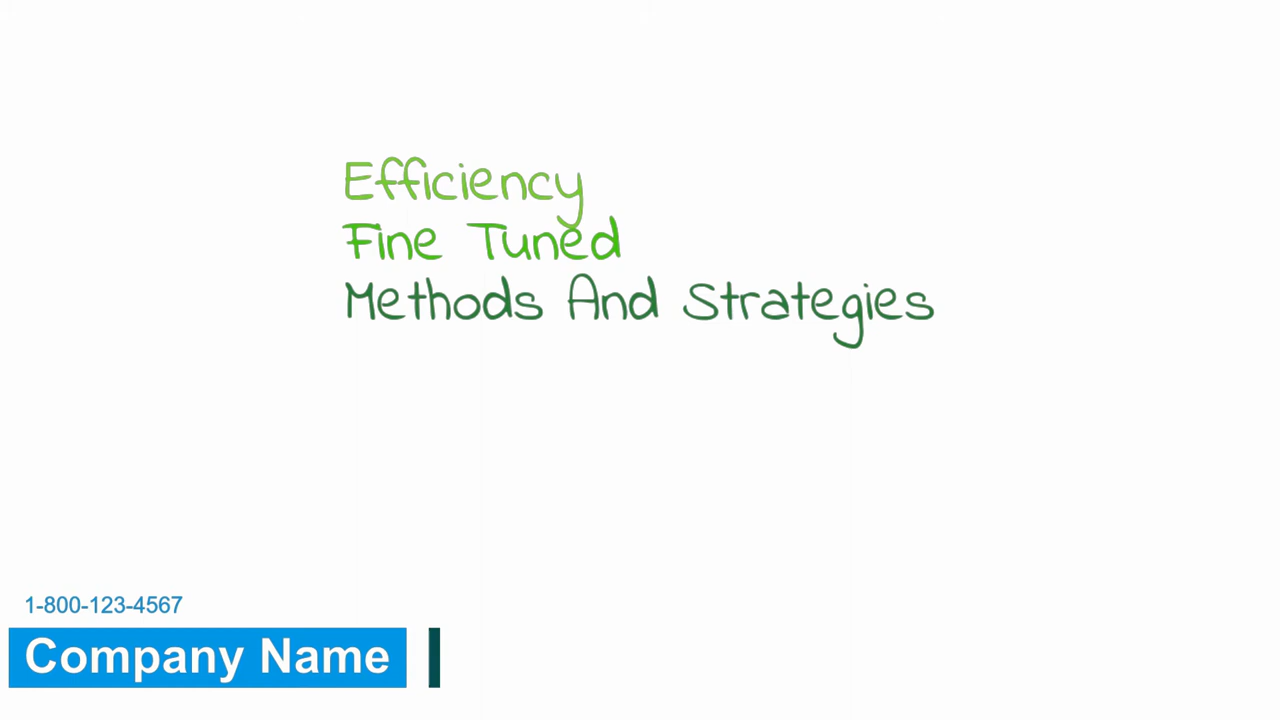 Efficiency
Fine Tuned
Methods And Strategies
1-800-123-4567
Company Name